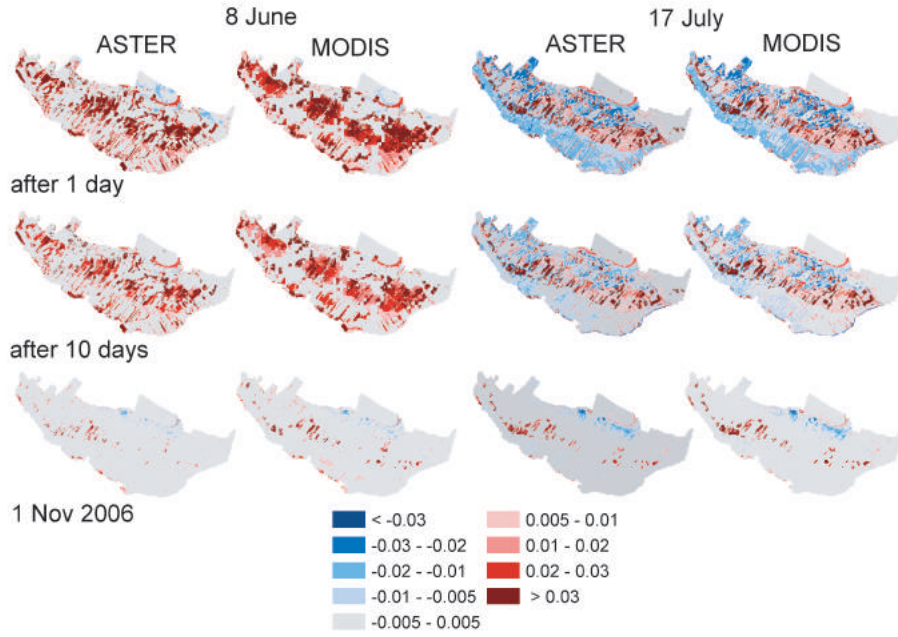 8 June
17 July
ASTER
MODIS
ASTER
MODIS
after 1 day
after 10 days
1 Nov 2006
< -0.03
-0.03 - -0.02
-0.02 - -0.01
-0.01 - -0.005
-0.005 - 0.005
0.005 - 0.01
0.01 - 0.02
0.02 - 0.03
> 0.03